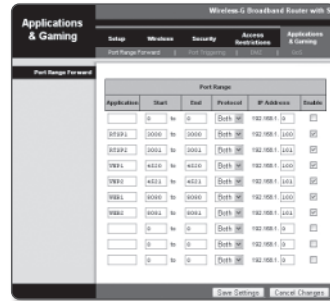 Wireless-G Broadband Router with
Applications & Gaming
Setup Wireless Security Access Restrictions Applications & Gaming
Port Range Forward | Port Triggering | DMZ | QoS
Port Range Forward
Port Range
Application Start End Protocol IP Address Enable
0 to 0 Both 192.168.1. 0
RTSP1 3000 to 3000 Both 192.168.1. 100
RTSP2 3001 to 3001 Both 192.168.1. 101
4520 to 4520 Both 192.168.1. 100
4521 to 4521 Both 192.168.1. 101
WEB1 8080 to 8080 Both 192.168.1. 100
WEB2 8081 to 8081 Both 192.168.1. 101
0 to 0 Both 192.168.1. 0
0 to 0 Both 192.168.1. 0
0 to 0 Both 192.168.1. 0
Save Settings Cancel Changes